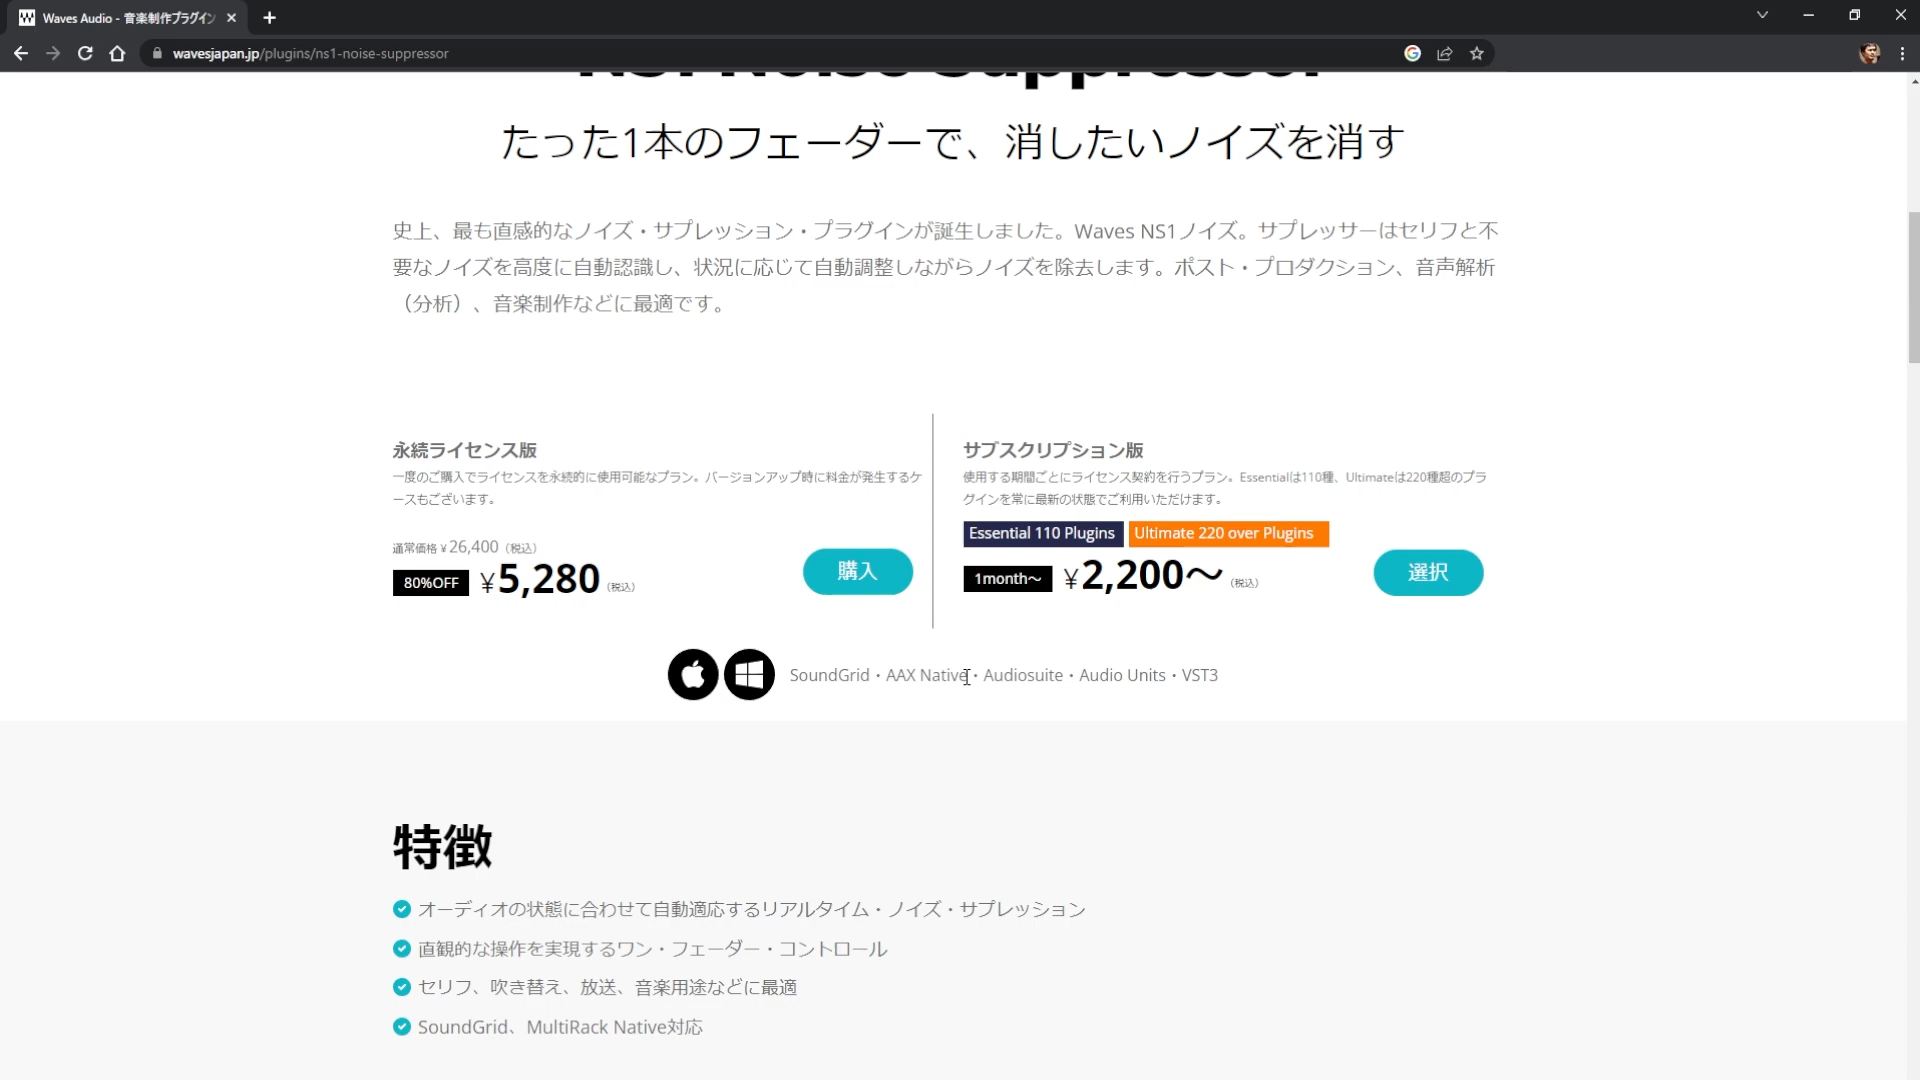 Waves Audio - 音楽制作プラグイン
wavesjapan.jp/plugins/ns1-noise-suppressor
NS1 Noise Suppressor
たった1本のフェーダーで、消したいノイズを消す
史上、最も直感的なノイズ・サプレッション・プラグインが誕生しました。Waves NS1ノイズ。サプレッサーはセリフと不
要なノイズを高度に自動認識し、状況に応じて自動調整しながらノイズを除去します。ポスト・プロダクション、音声解析
（分析）、音楽制作などに最適です。
永続ライセンス版
一度のご購入でライセンスを永続的に使用可能なプラン。バージョンアップ時に料金が発生するケ
ースもございます。
通常価格 ¥26,400（税込）
80%OFF ¥5,280（税込）
購入
サブスクリプション版
使用する期間ごとにライセンス契約を行うプラン。Essentialは110種、Ultimateは220種超のプラ
グインを常に最新の状態でご利用いただけます。
Essential 110 Plugins Ultimate 220 over Plugins
1month〜 ¥2,200〜（税込）
選択
SoundGrid・AAX Native・Audiosuite・Audio Units・VST3
特徴
オーディオの状態に合わせて自動適応するリアルタイム・ノイズ・サプレッション
直観的な操作を実現するワン・フェーダー・コントロール
セリフ、吹き替え、放送、音楽用途などに最適
SoundGrid、MultiRack Native対応